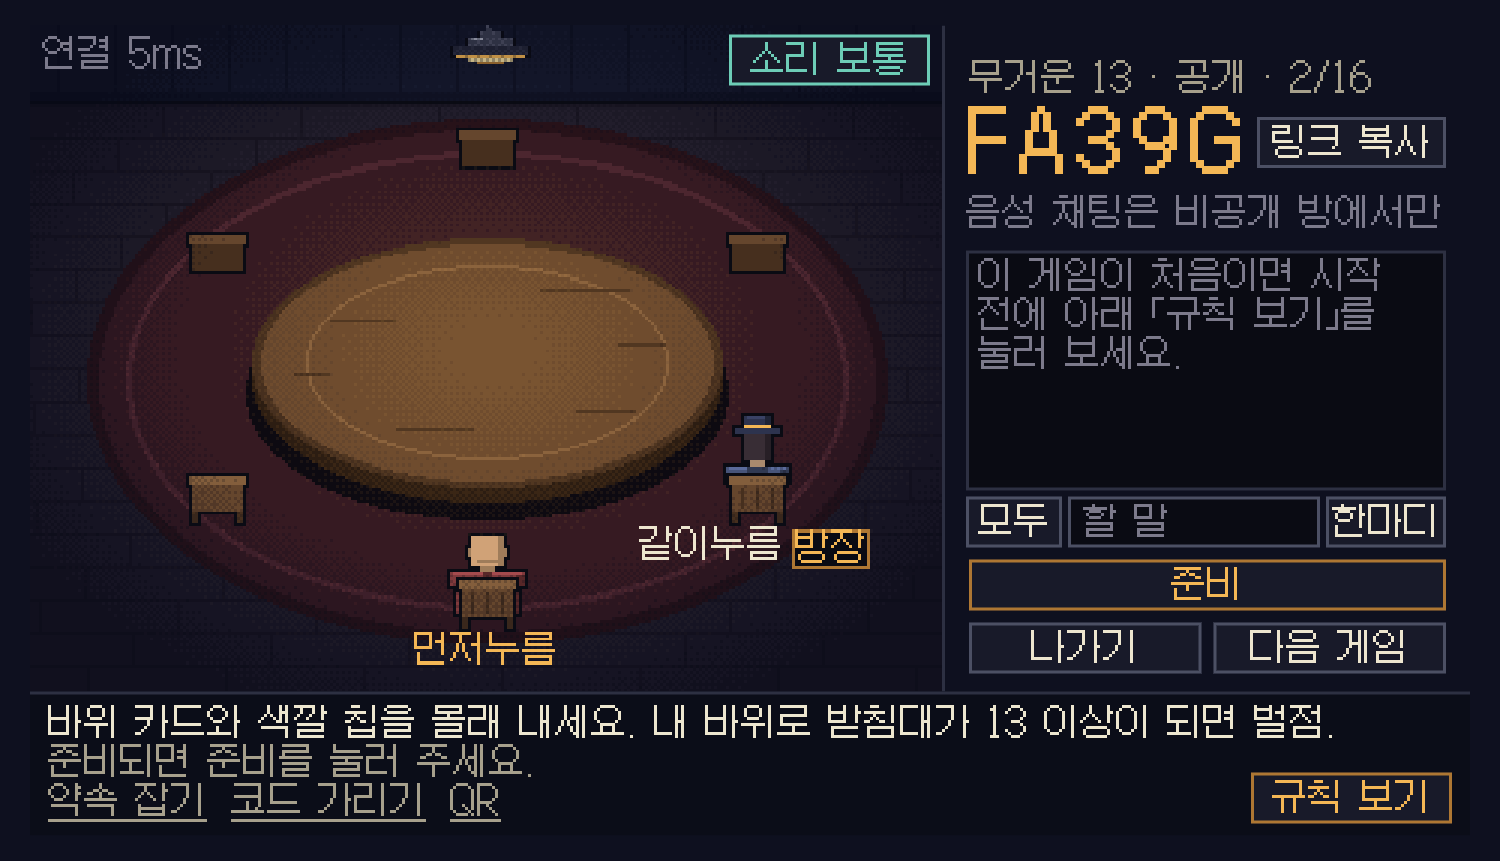 연결 5ms
소리 보통
무거운 13 · 공개 · 2/16
FA39G
링크 복사
음성 채팅은 비공개 방에서만
이 게임이 처음이면 시작
전에 아래 「규칙 보기」를
눌러 보세요.
모두
할 말
한마디
준비
나가기
다음 게임
같이누름 방장
먼저누름
바위 카드와 색깔 칩을 몰래 내세요. 내 바위로 받침대가 13 이상이 되면 벌점.
준비되면 준비를 눌러 주세요.
약속 잡기 코드 가리기 QR
규칙 보기